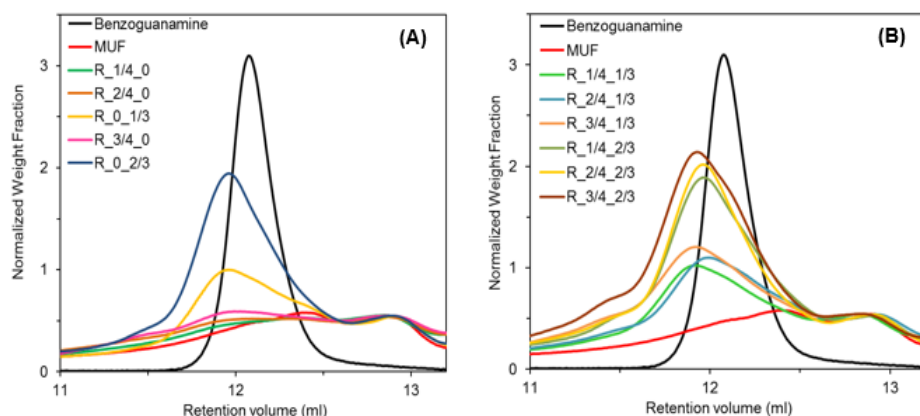 Benzoguanamine
MUF
R_1/4_0
R_2/4_0
R_0_1/3
R_3/4_0
R_0_2/3
(A)
Normalized Weight Fraction
3
2
1
0
11
12
13
Retention volume (ml)
Benzoguanamine
MUF
R_1/4_1/3
R_2/4_1/3
R_3/4_1/3
R_1/4_2/3
R_2/4_2/3
R_3/4_2/3
(B)
Normalized Weight Fraction
3
2
1
0
11
12
13
Retention volume (ml)